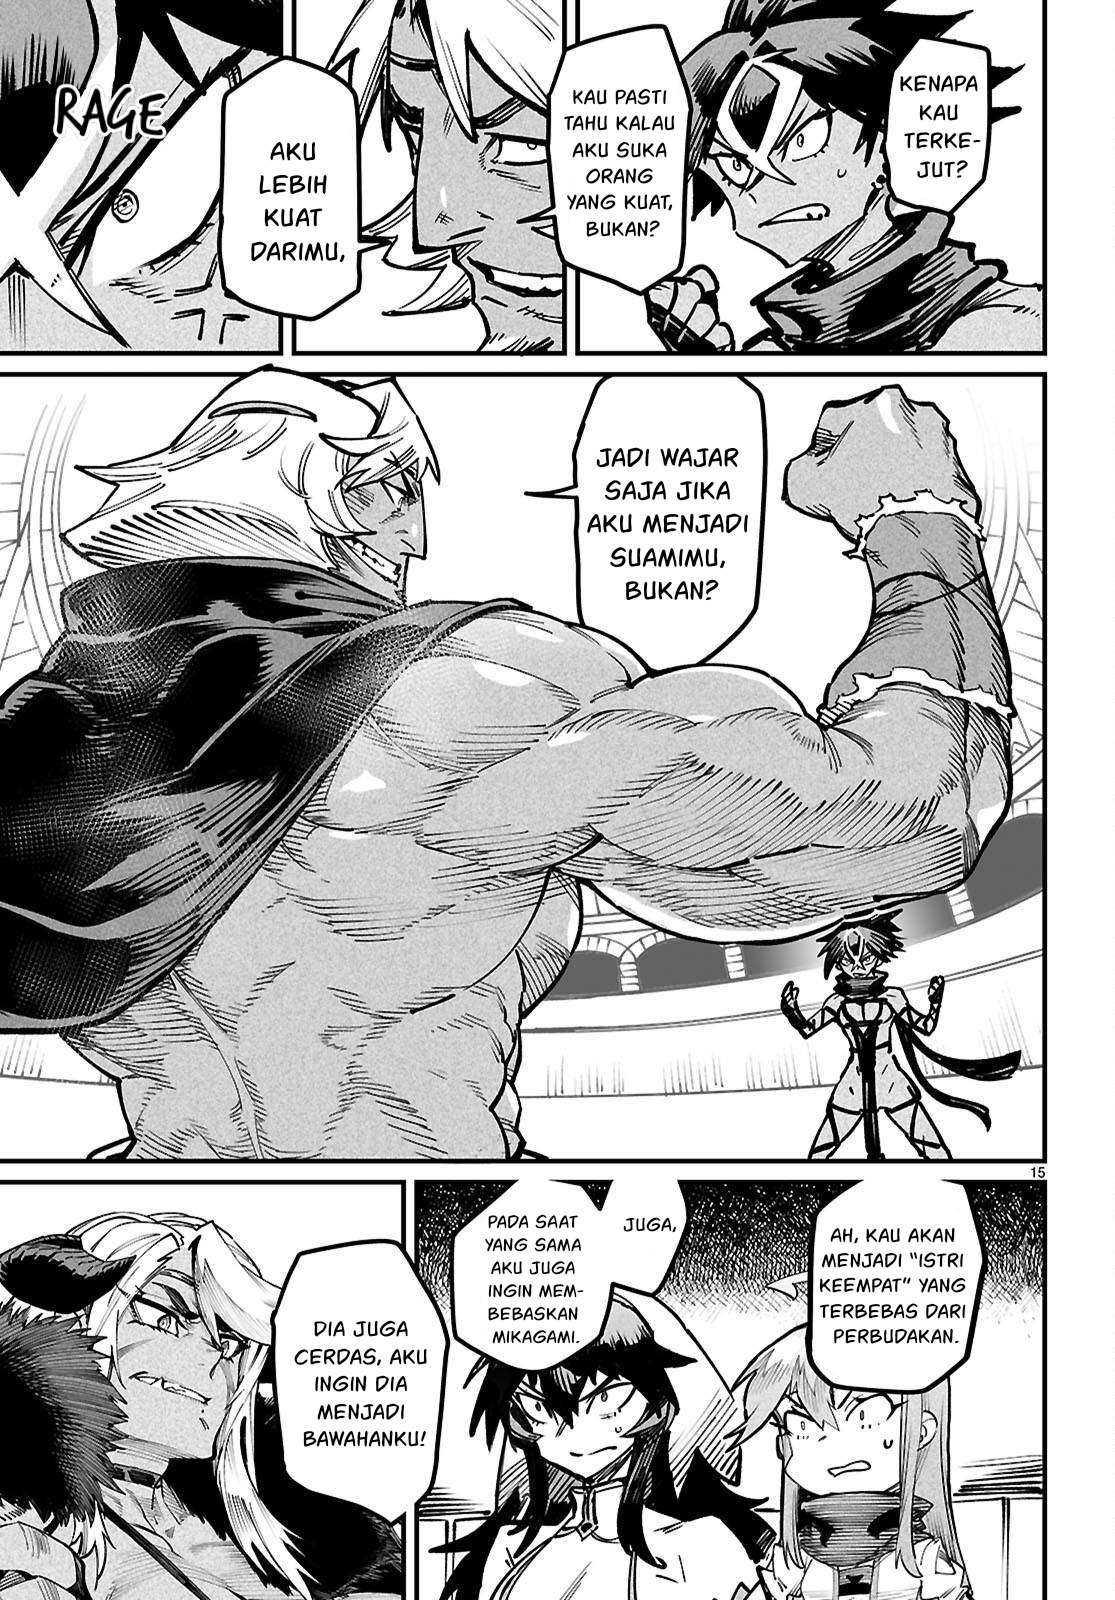 KENAPA
KAU
TERKE-
JUT?
KAU PASTI
TAHU KALAU
AKU SUKA
ORANG
YANG KUAT,
BUKAN?
AKU
LEBIH
KUAT
DARIMU,
RAGE
JADI WAJAR
SAJA JIKA
AKU MENJADI
SUAMIMU,
BUKAN?
15
AH, KAU AKAN
MENJADI “ISTRI
KEEMPAT” YANG
TERBEBAS DARI
PERBUDAKAN.
JUGA,
PADA SAAT
YANG SAMA
AKU JUGA
INGIN MEM-
BEBASKAN
MIKAGAMI.
DIA JUGA
CERDAS, AKU
INGIN DIA
MENJADI
BAWAHANKU!